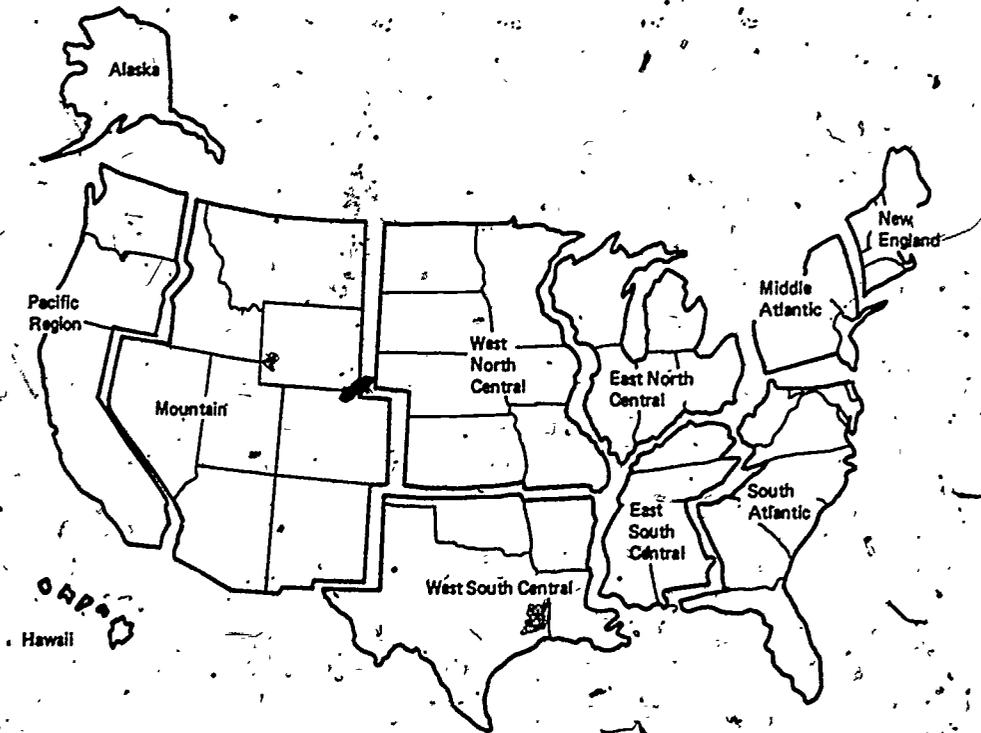 Alaska
New
England
Middle
Atlantic
Pacific
Region
West
North
Central
East North
Central
Mountain
South
Atlantic
East
South
Central
West South Central
Hawaii